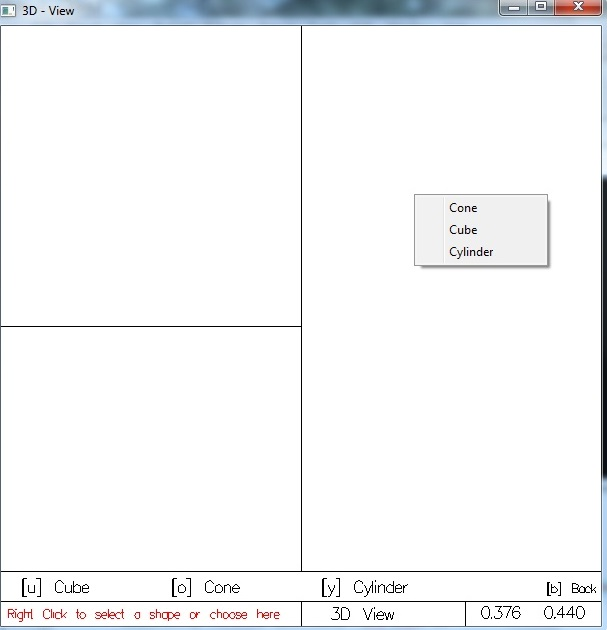 3D - View
Cone
Cube
Cylinder
[u] Cube [o] Cone [y] Cylinder [b] Back
Right Click to select a shape or choose here 3D View 0.376 0.440